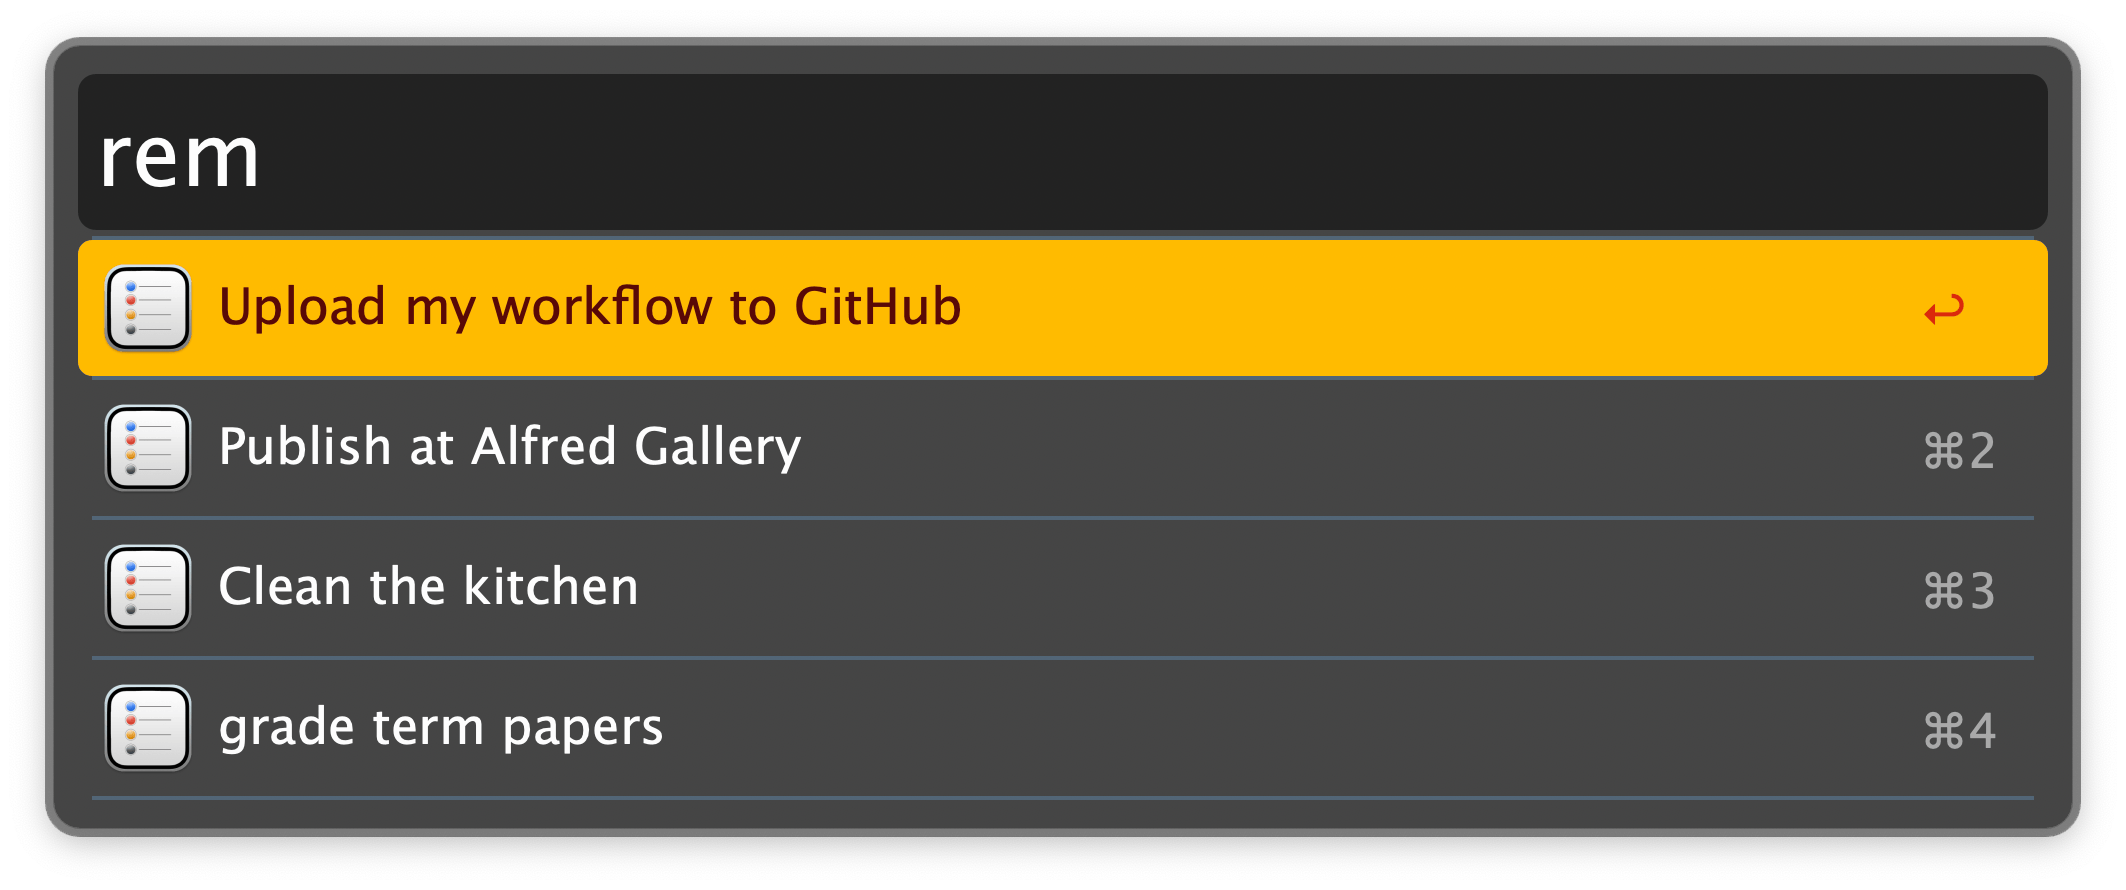 rem
Upload my workflow to GitHub ↩
Publish at Alfred Gallery ⌘2
Clean the kitchen ⌘3
grade term papers ⌘4